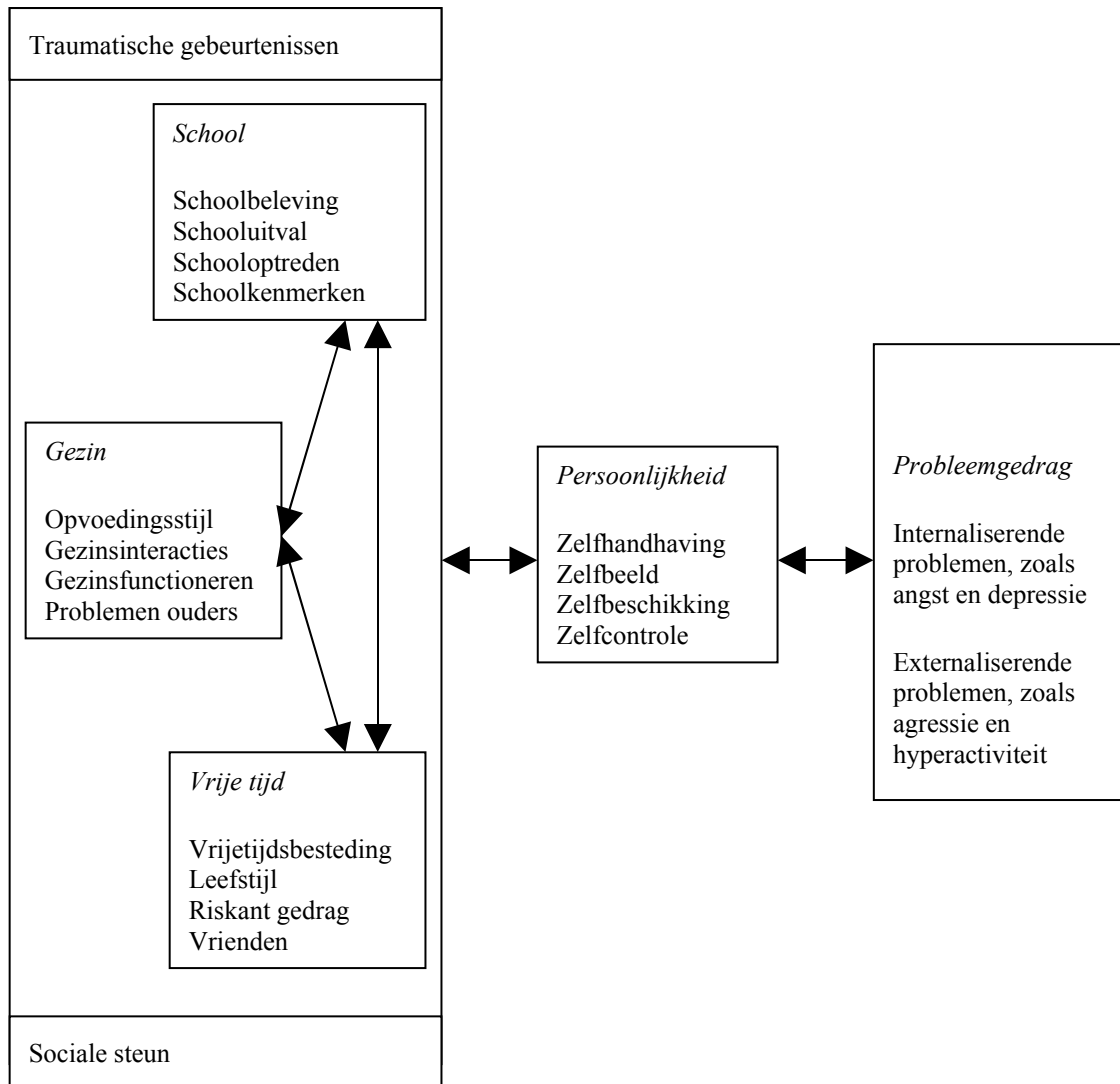 Traumatische gebeurtenissen
School
Schoolbeleving
Schooluitval
Schooloptreden
Schoolkenmerken
Gezin
Opvoedingsstijl
Gezinsinteracties
Gezinsfunctioneren
Problemen ouders
Vrije tijd
Vrijetijdsbesteding
Leefstijl
Riskant gedrag
Vrienden
Sociale steun
Persoonlijkheid
Zelfhandhaving
Zelfbeeld
Zelfbeschikking
Zelfcontrole
Probleemgedrag
Internaliserende
problemen, zoals
angst en depressie
Externaliserende
problemen, zoals
agressie en
hyperactiviteit